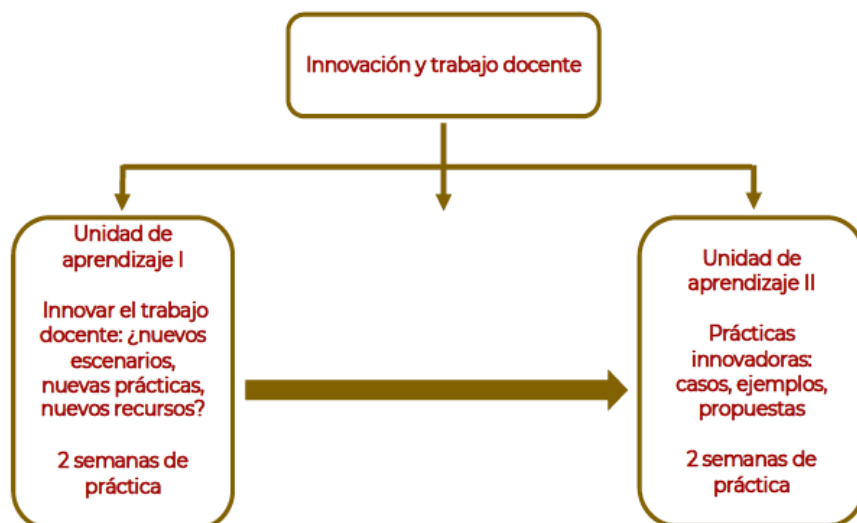 Innovación y trabajo docente
Unidad de
aprendizaje I
Innovar el trabajo
docente: ¿nuevos
escenarios,
nuevas prácticas,
nuevos recursos?
2 semanas de
práctica
Unidad de
aprendizaje II
Prácticas
innovadoras:
casos, ejemplos,
propuestas
2 semanas de
práctica